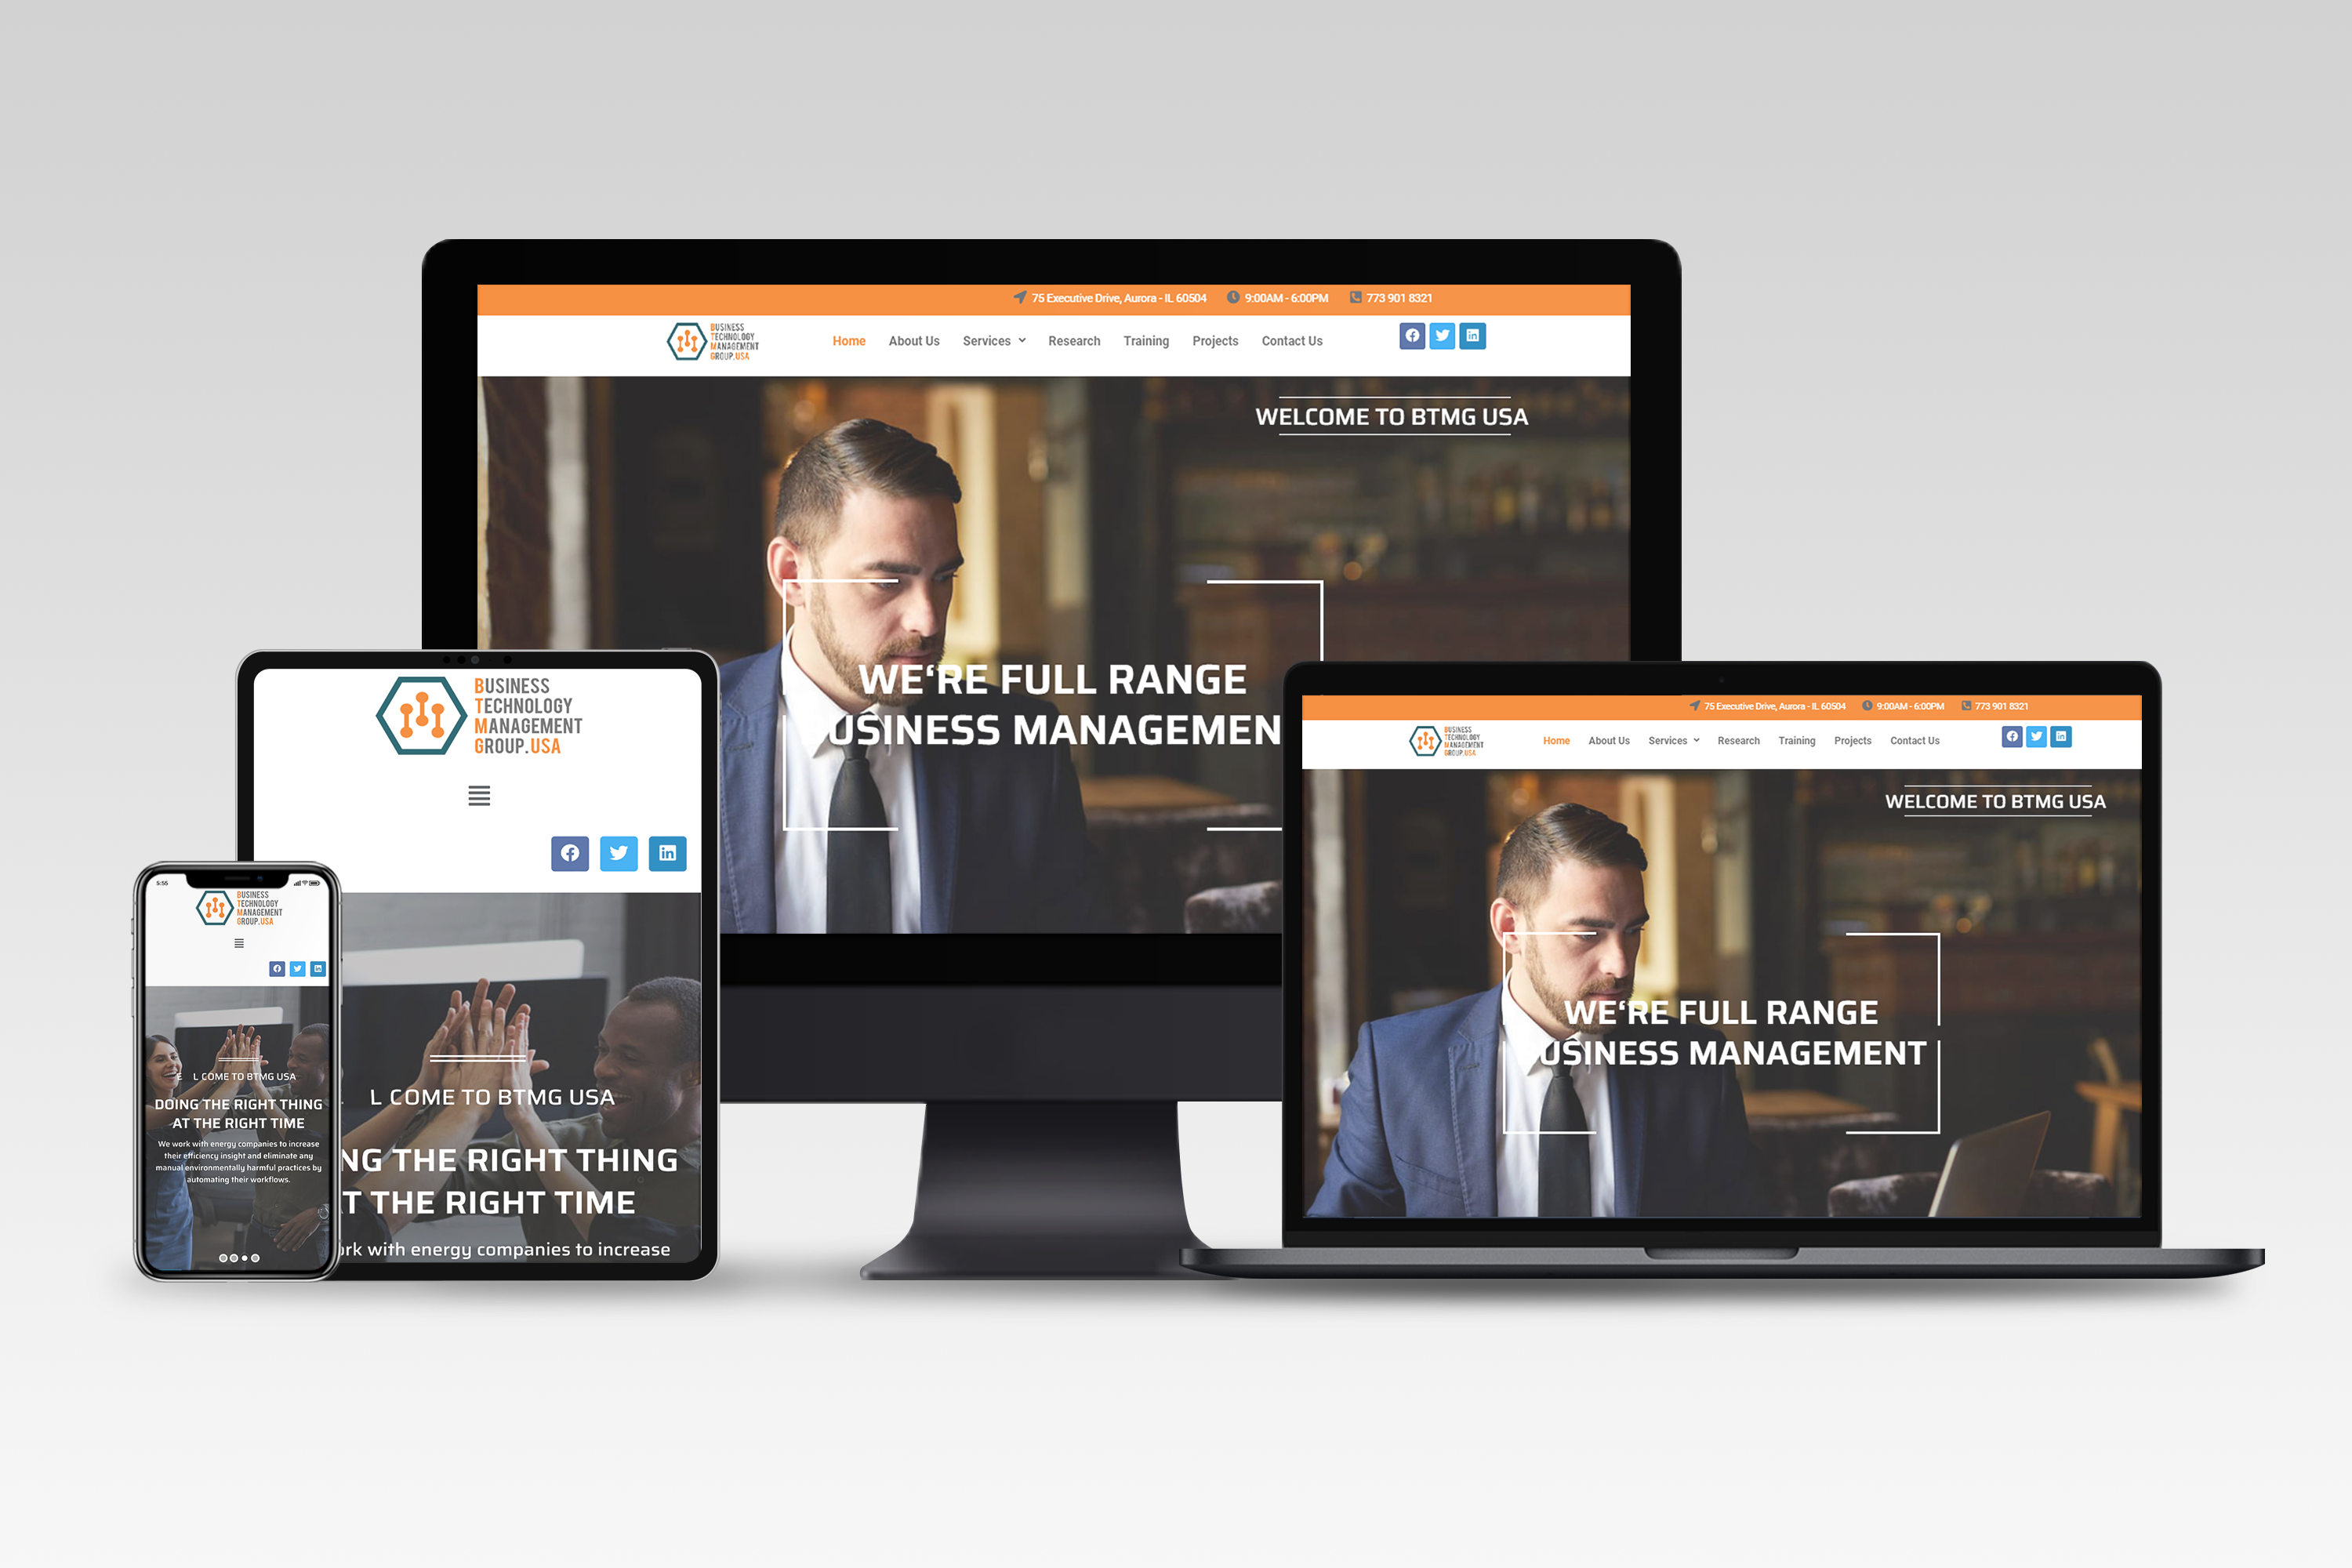 75 Executive Drive, Aurora - IL 60504 9:00AM - 6:00PM 773 901 8321
BUSINESS
TECHNOLOGY
MANAGEMENT
GROUP.USA
Home About Us Services Research Training Projects Contact Us
WELCOME TO BTMG USA
WE‘RE FULL RANGE
USINESS MANAGEMEN
BUSINESS
TECHNOLOGY
MANAGEMENT
GROUP.USA
L COME TO BTMG USA
NG THE RIGHT THING
T THE RIGHT TIME
ork with energy companies to increase
5:55
BUSINESS
TECHNOLOGY
MANAGEMENT
GROUP.USA
E L COME TO BTMG USA
DOING THE RIGHT THING
AT THE RIGHT TIME
We work with energy companies to increase
their efficiency insight and eliminate any
manual environmentally harmful practices by
automating their workflows.
75 Executive Drive, Aurora - IL 60504 9:00AM - 6:00PM 773 901 8321
BUSINESS
TECHNOLOGY
MANAGEMENT
GROUP.USA
Home About Us Services Research Training Projects Contact Us
WELCOME TO BTMG USA
WE‘RE FULL RANGE
USINESS MANAGEMENT